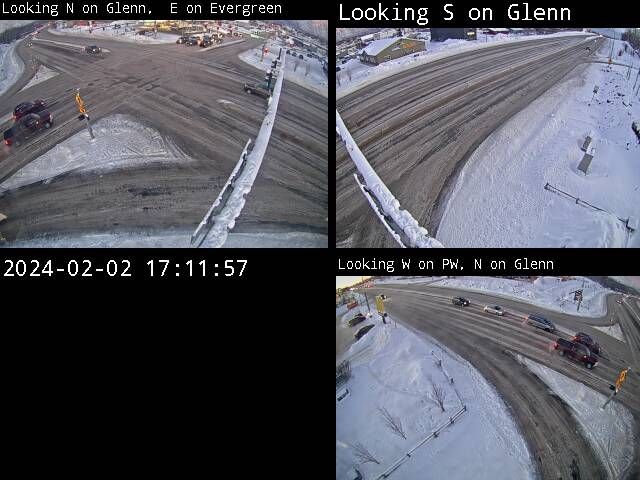 Looking N on Glenn, E on Evergreen
Looking S on Glenn
2024-02-02 17:11:57
Looking W on PW, N on Glenn